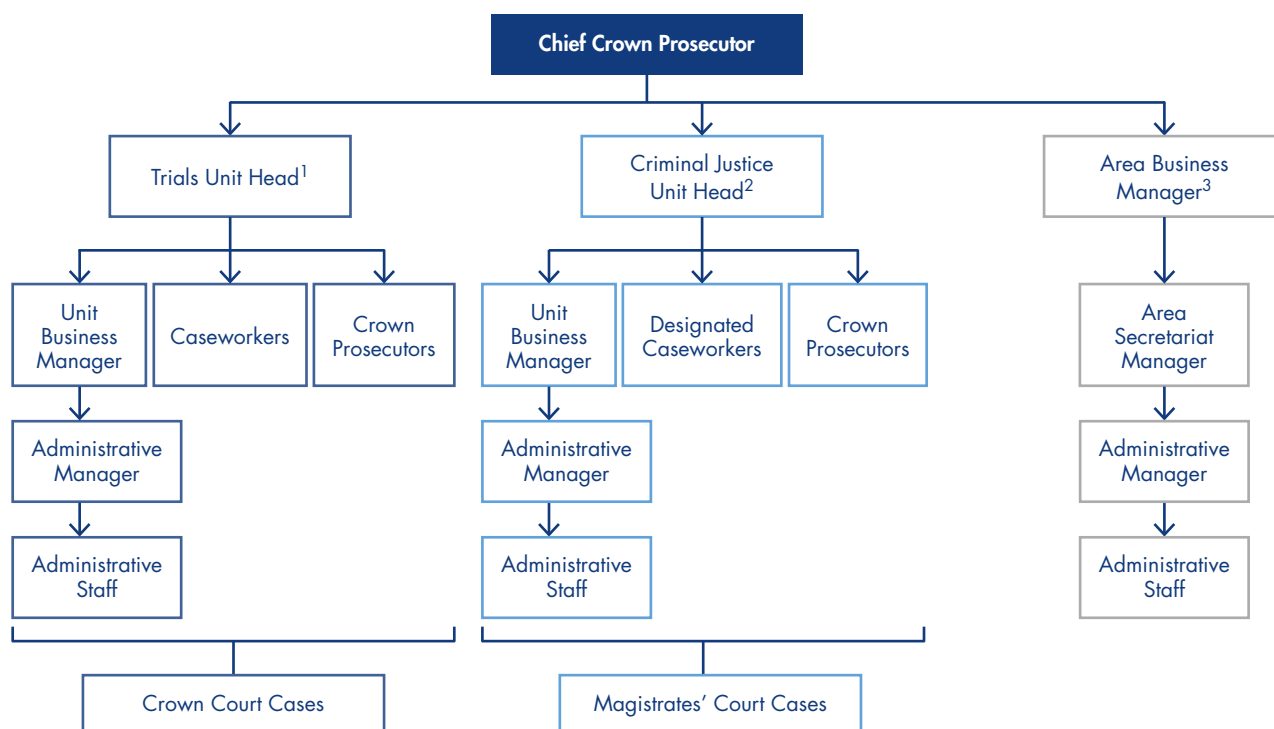 Chief Crown Prosecutor
Trials Unit Head1
Criminal Justice
Unit Head2
Area Business
Manager3
Unit
Business
Manager
Caseworkers
Crown
Prosecutors
Unit
Business
Manager
Designated
Caseworkers
Crown
Prosecutors
Area
Secretariat
Manager
Administrative
Manager
Administrative
Manager
Administrative
Manager
Administrative
Staff
Administrative
Staff
Administrative
Staff
Crown Court Cases
Magistrates’ Court Cases